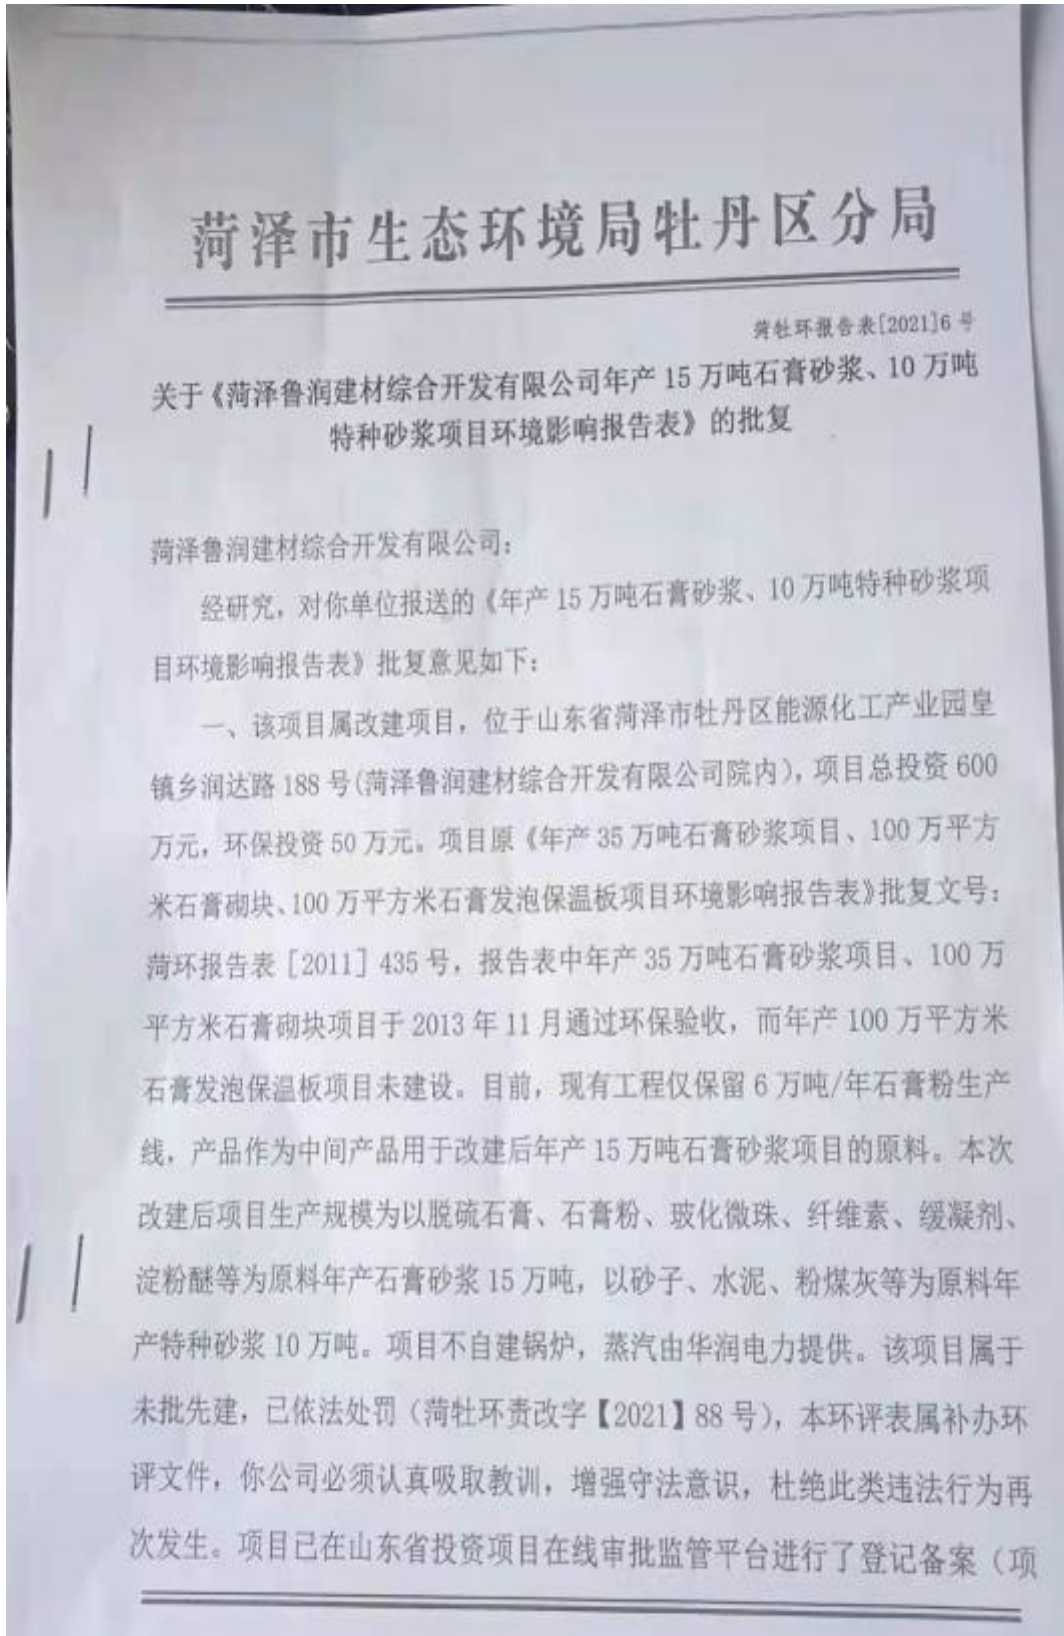 菏泽市生态环境局牡丹区分局
菏牡环报告表[2021]6号
关于《菏泽鲁润建材综合开发有限公司年产15万吨石膏砂浆、10万吨
特种砂浆项目环境影响报告表》的批复
菏泽鲁润建材综合开发有限公司：
经研究，对你单位报送的《年产15万吨石膏砂浆、10万吨特种砂浆项
目环境影响报告表》批复意见如下：
一、该项目属改建项目，位于山东省菏泽市牡丹区能源化工产业园皇
镇乡润达路188号(菏泽鲁润建材综合开发有限公司院内)，项目总投资600
万元，环保投资50万元。项目原《年产35万吨石膏砂浆项目、100万平方
米石膏砌块、100万平方米石膏发泡保温板项目环境影响报告表》批复文号：
菏环报告表［2011］435号，报告表中年产35万吨石膏砂浆项目、100万
平方米石膏砌块项目于2013年11月通过环保验收，而年产100万平方米
石膏发泡保温板项目未建设。目前，现有工程仅保留6万吨/年石膏粉生产
线，产品作为中间产品用于改建后年产15万吨石膏砂浆项目的原料。本次
改建后项目生产规模为以脱硫石膏、石膏粉、玻化微珠、纤维素、缓凝剂、
淀粉醚等为原料年产石膏砂浆15万吨，以砂子、水泥、粉煤灰等为原料年
产特种砂浆10万吨。项目不自建锅炉，蒸汽由华润电力提供。该项目属于
未批先建，已依法处罚（菏牡环责改字【2021】88号），本环评表属补办环
评文件，你公司必须认真吸取教训，增强守法意识，杜绝此类违法行为再
次发生。项目已在山东省投资项目在线审批监管平台进行了登记备案（项